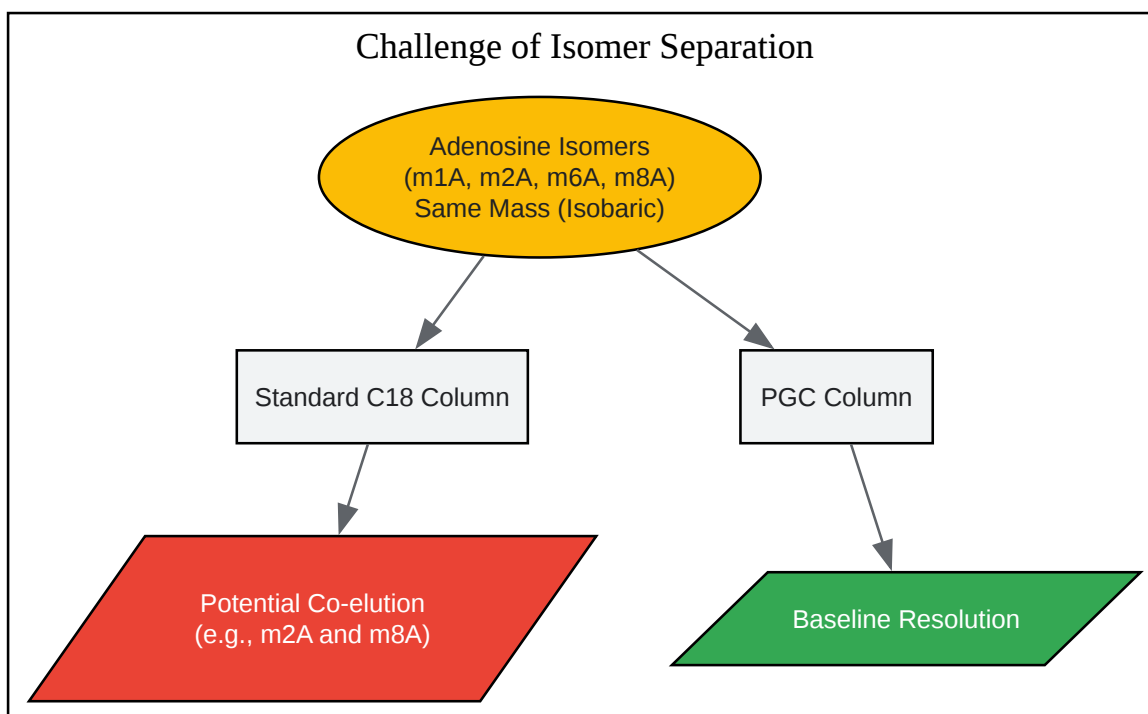 Challenge of Isomer Separation
Adenosine Isomers
(m1A, m2A, m6A, m8A)
Same Mass (Isobaric)
Standard C18 Column
PGC Column
Potential Co-elution
(e.g., m2A and m8A)
Baseline Resolution